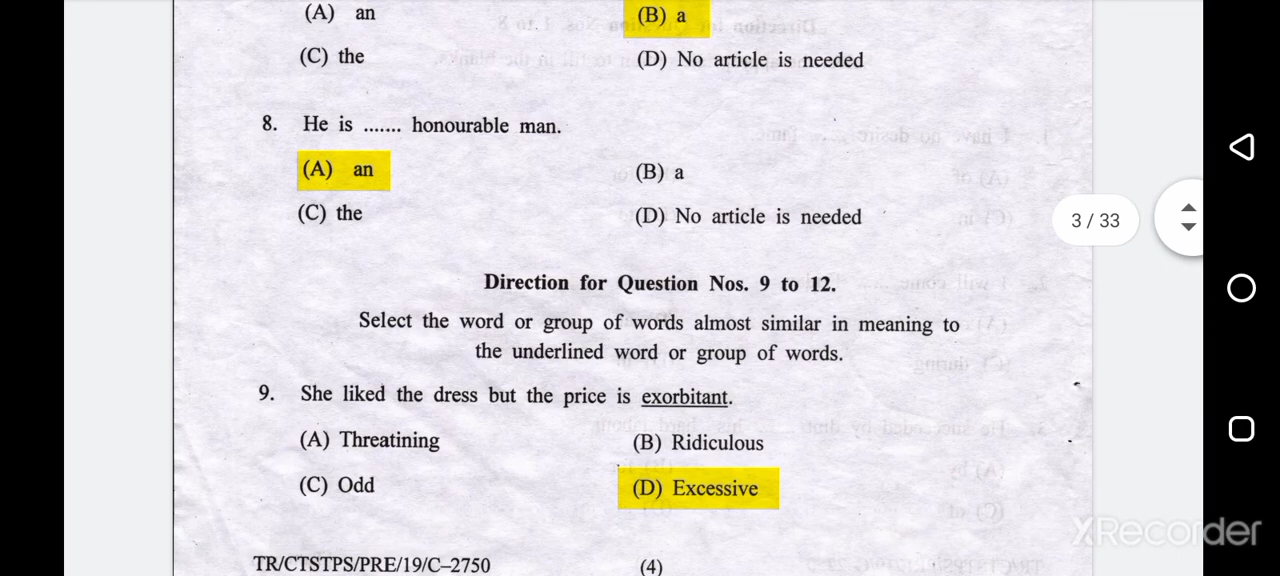 (A) an (B) a
(C) the (D) No article is needed
8. He is ....... honourable man.
(A) an (B) a
(C) the (D) No article is needed
3 / 33
Direction for Question Nos. 9 to 12.
Select the word or group of words almost similar in meaning to
the underlined word or group of words.
9. She liked the dress but the price is exorbitant.
(A) Threatining (B) Ridiculous
(C) Odd (D) Excessive
TR/CTSTPS/PRE/19/C–2750 (4)
XRecorder